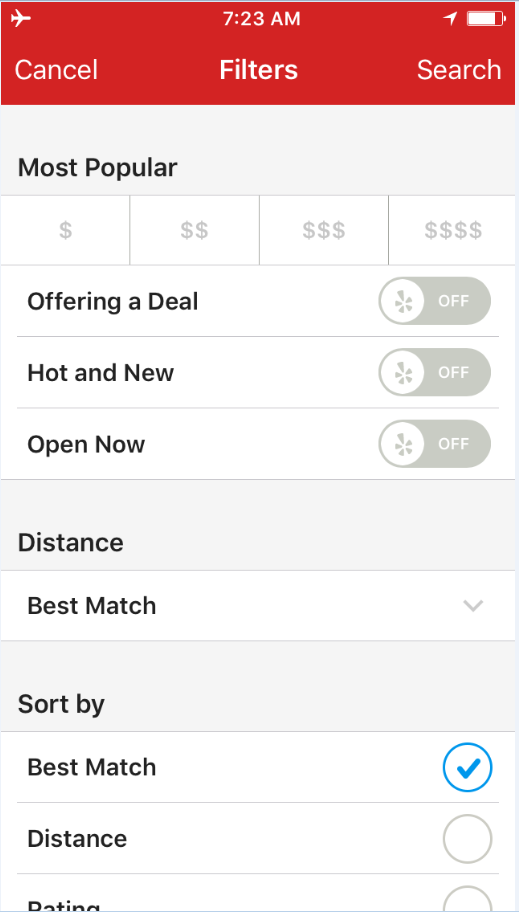 7:23 AM
Cancel Filters Search
Most Popular
$ $$ $$$ $$$$
Offering a Deal OFF
Hot and New OFF
Open Now OFF
Distance
Best Match
Sort by
Best Match
Distance
Rating